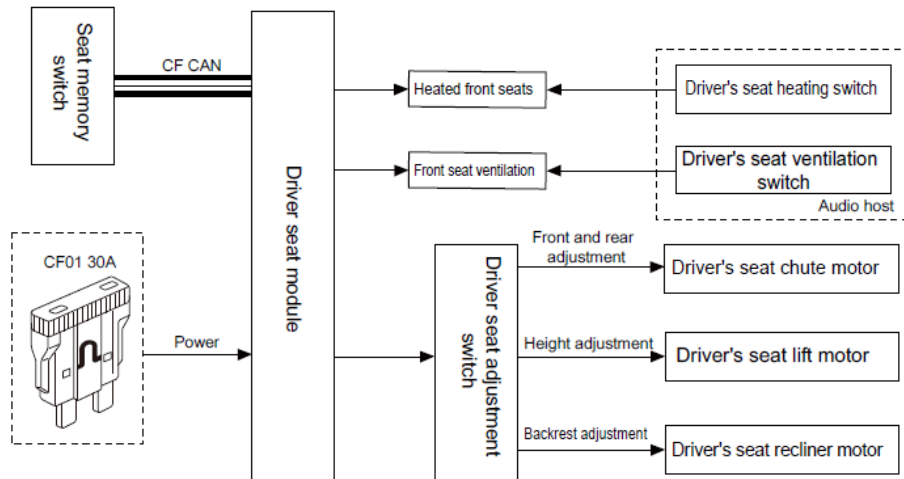 Seat memory
switch
CF CAN
Driver seat module
Heated front seats
Driver's seat heating switch
Front seat ventilation
Driver's seat ventilation
switch
Audio host
CF01 30A
Power
Driver seat adjustment
switch
Front and rear
adjustment
Driver's seat chute motor
Height adjustment
Driver's seat lift motor
Backrest adjustment
Driver's seat recliner motor